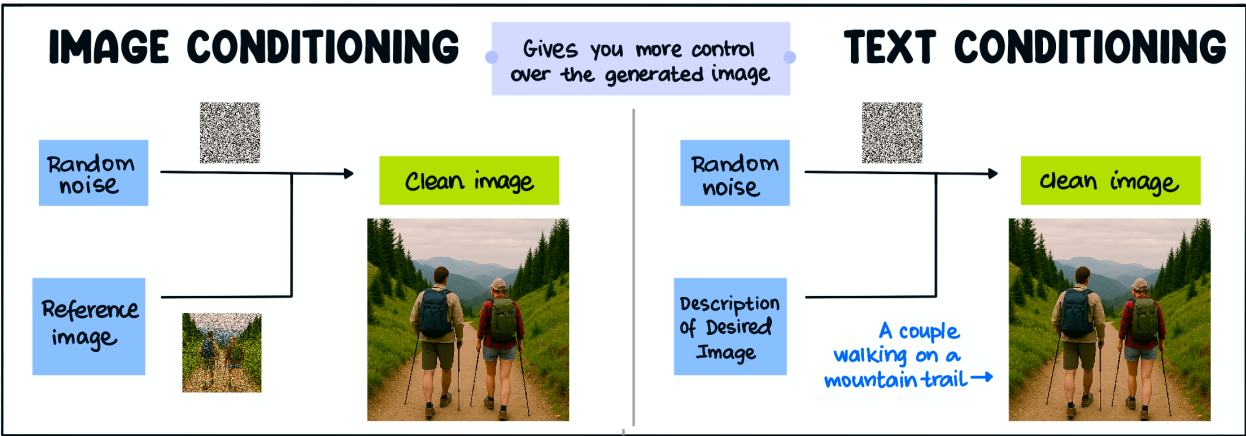 IMAGE CONDITIONING
Gives you more control
over the generated image
TEXT CONDITIONING
Random
noise
Clean image
Reference
image
Random
noise
clean image
Description
of Desired
Image
A couple
walking on a
mountain trail